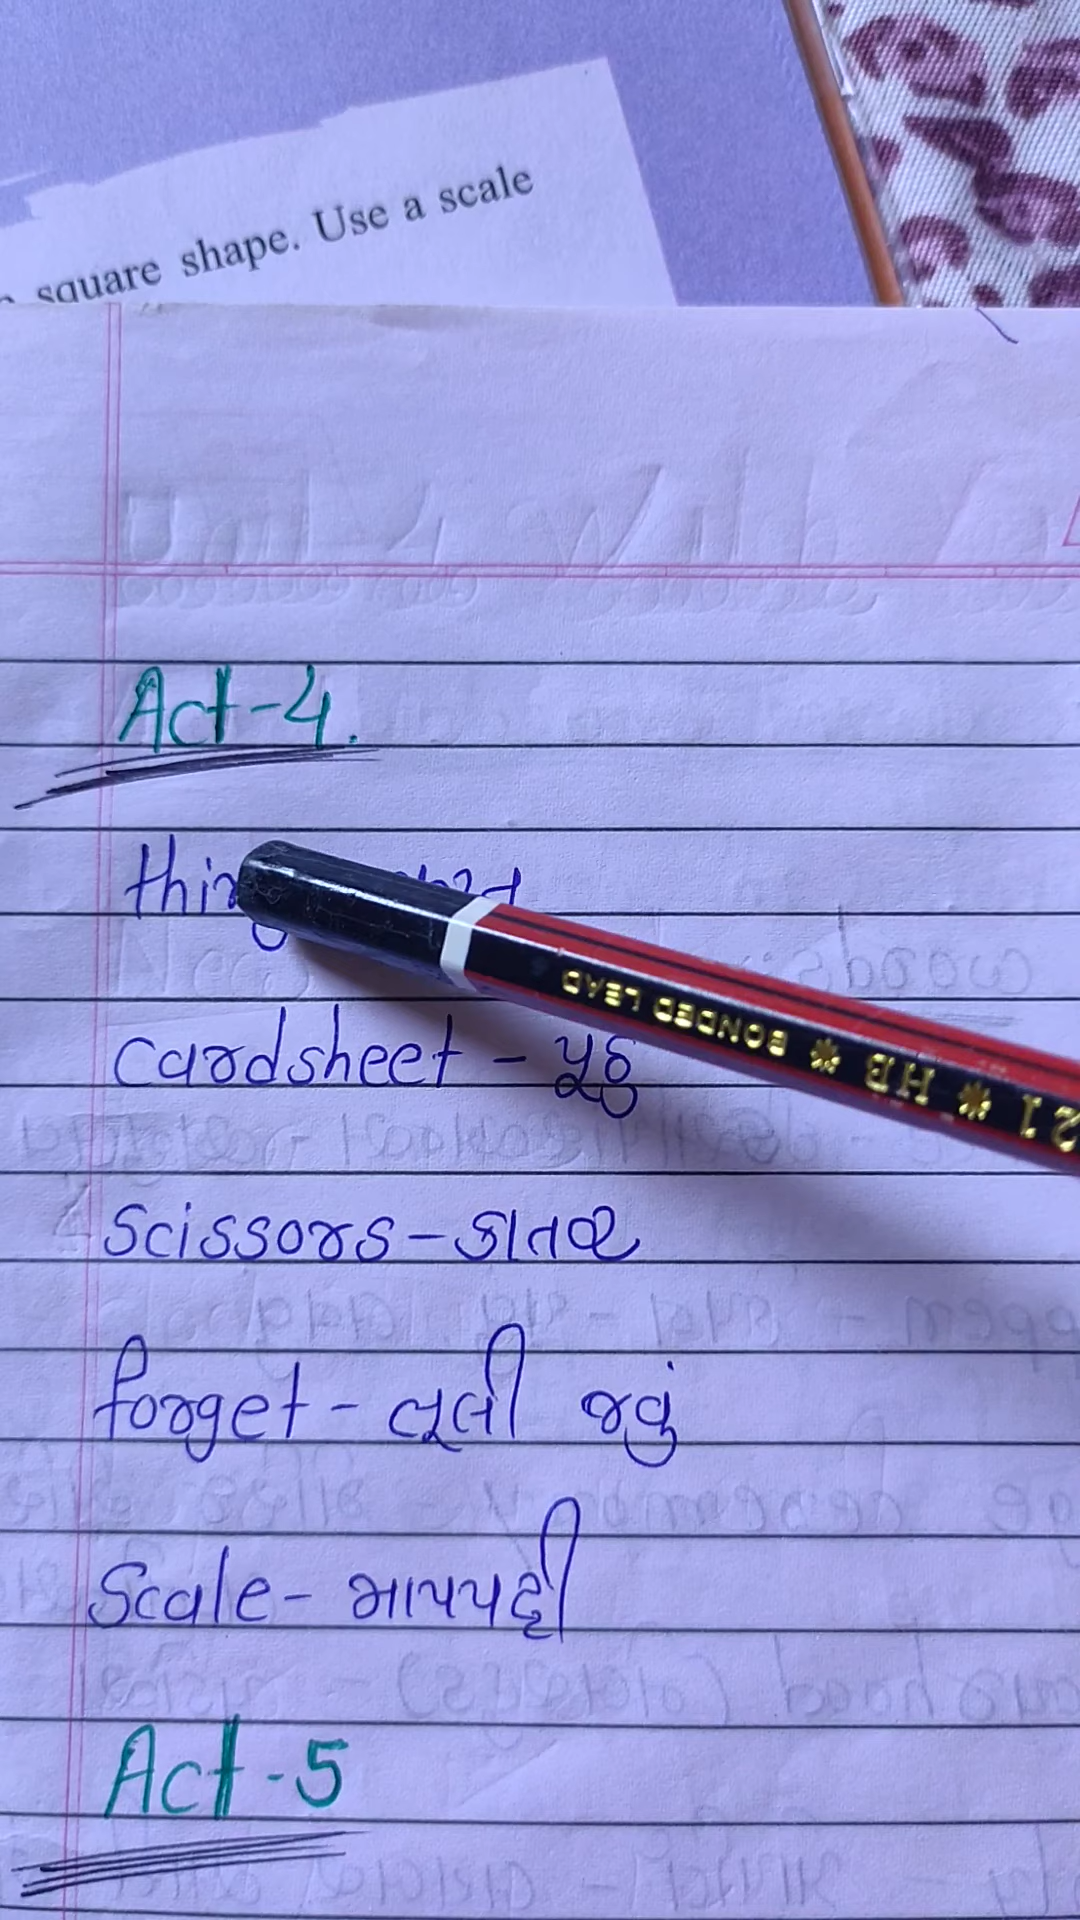 square shape. Use a scale
Act-4.
cardsheet - પુઠ્ઠુ
Scissors - કાતર
forget - ભૂલી જવું
Scale - માપપટ્ટી
Act-5
21 * HB * BONDED LEAD